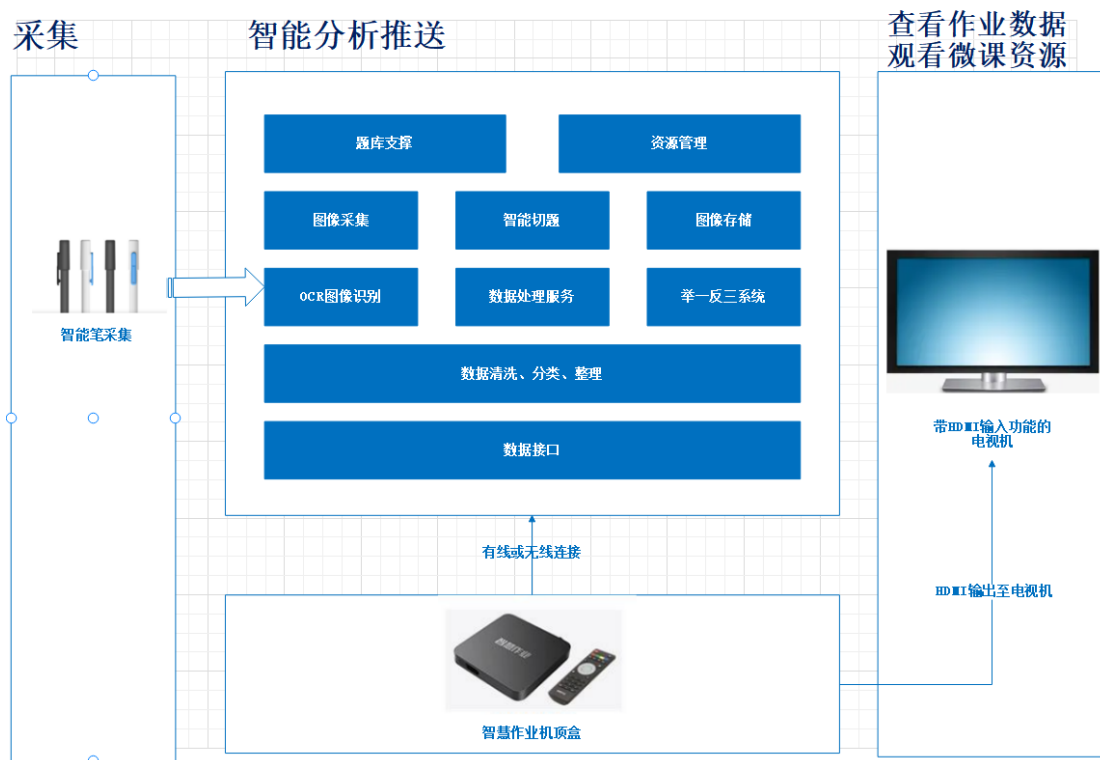 采集
智能分析推送
查看作业数据
观看微课资源
题库支撑
资源管理
图像采集
智能切题
图像存储
OCR图像识别
数据处理服务
举一反三系统
智能笔采集
数据清洗、分类、整理
数据接口
带HDMI输入功能的
电视机
有线或无线连接
HDMI输出至电视机
智慧作业
智慧作业机顶盒